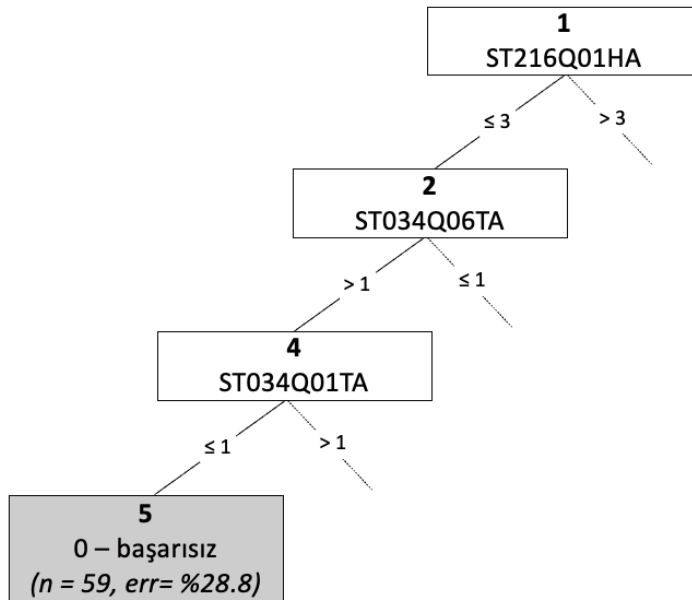 1
ST216Q01HA
≤ 3
> 3
2
ST034Q06TA
> 1
≤ 1
4
ST034Q01TA
≤ 1
> 1
5
0 – başarısız
(n = 59, err= %28.8)